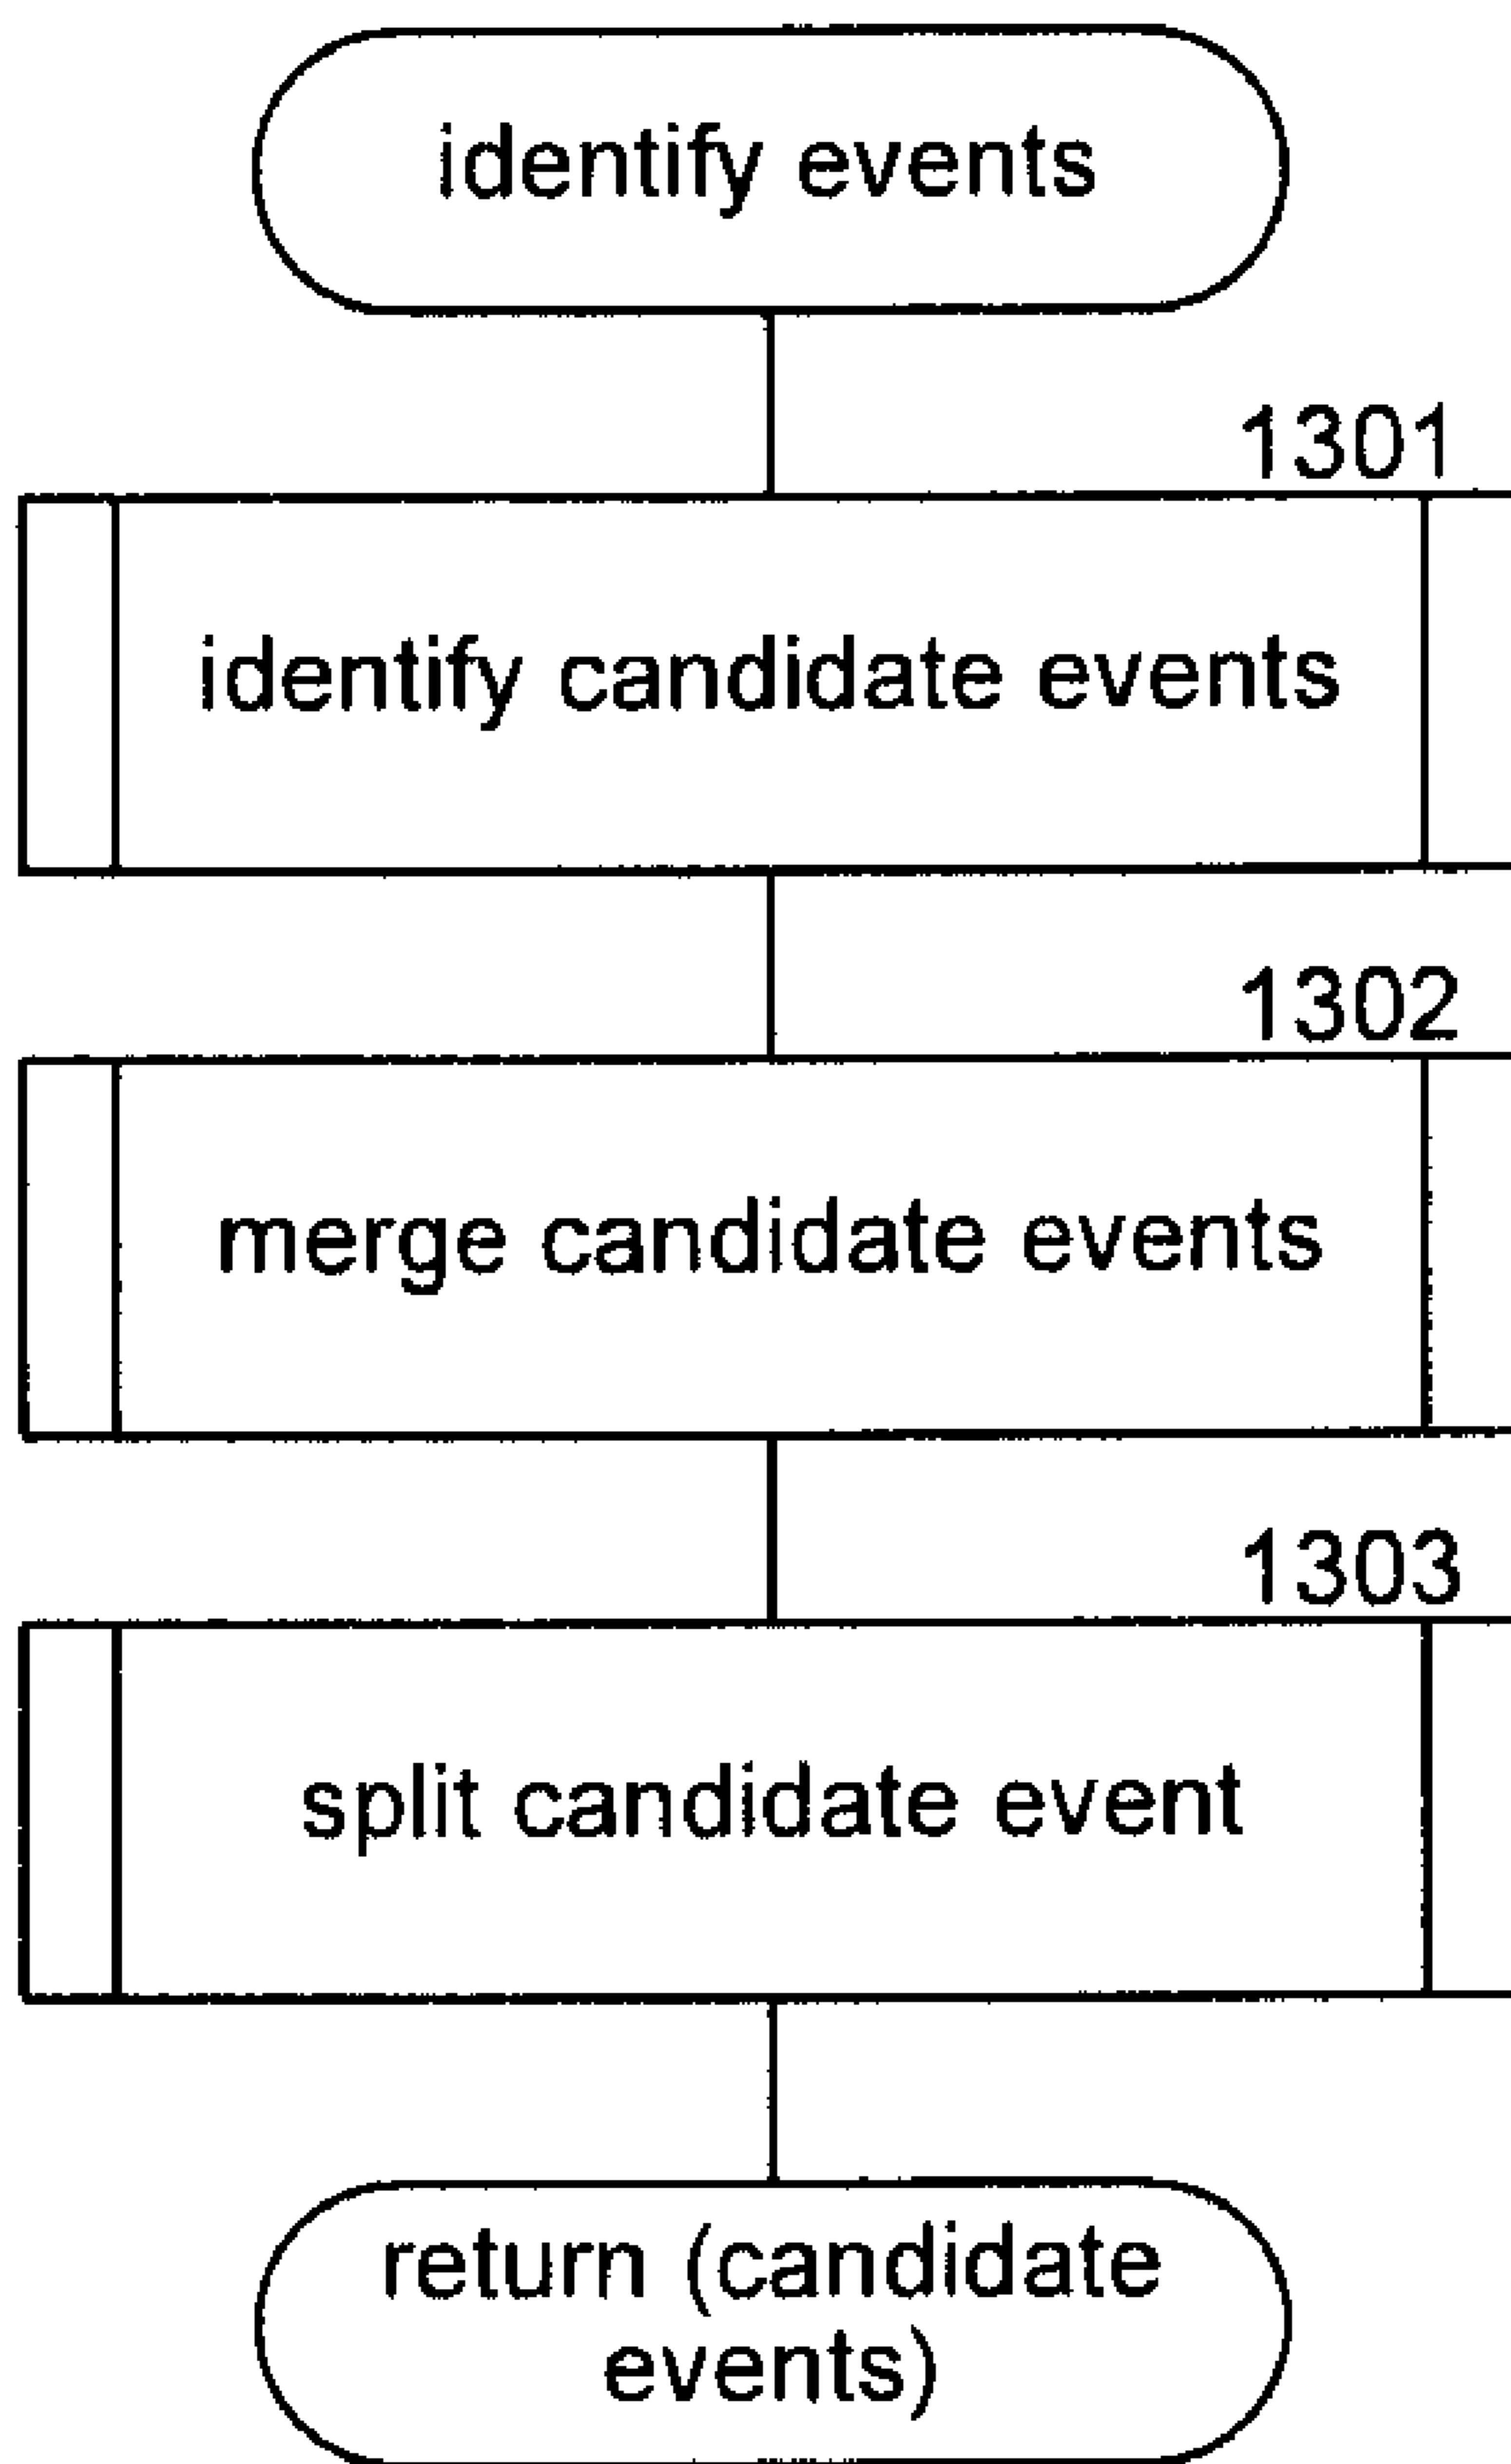 identify events
1301
identify candidate events
1302
merge candidate events
1303
split candidate event
return (candidate
events)